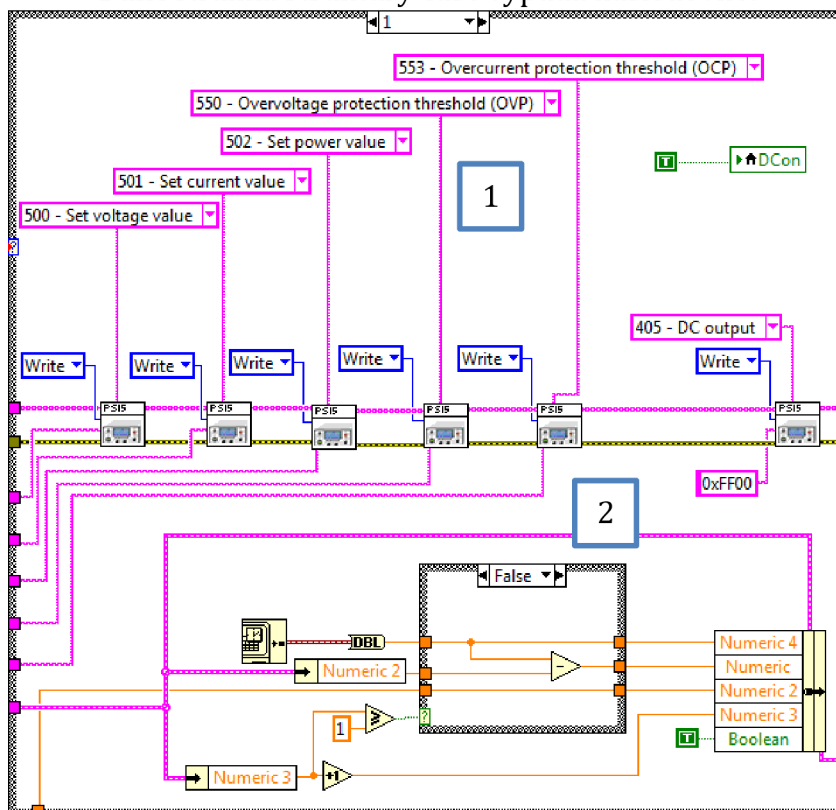 1
553 - Overcurrent protection threshold (OCP)
550 - Overvoltage protection threshold (OVP)
502 - Set power value
T
DCon
501 - Set current value
1
500 - Set voltage value
?
405 - DC output
Write
Write
Write
Write
Write
Write
PSI5
PSI5
PSI5
PSI5
PSI5
PSI5
0xFF00
2
False
DBL
Numeric 4
Numeric 2
Numeric
Numeric 2
Numeric 3
1
?
T
Boolean
Numeric 3
+1